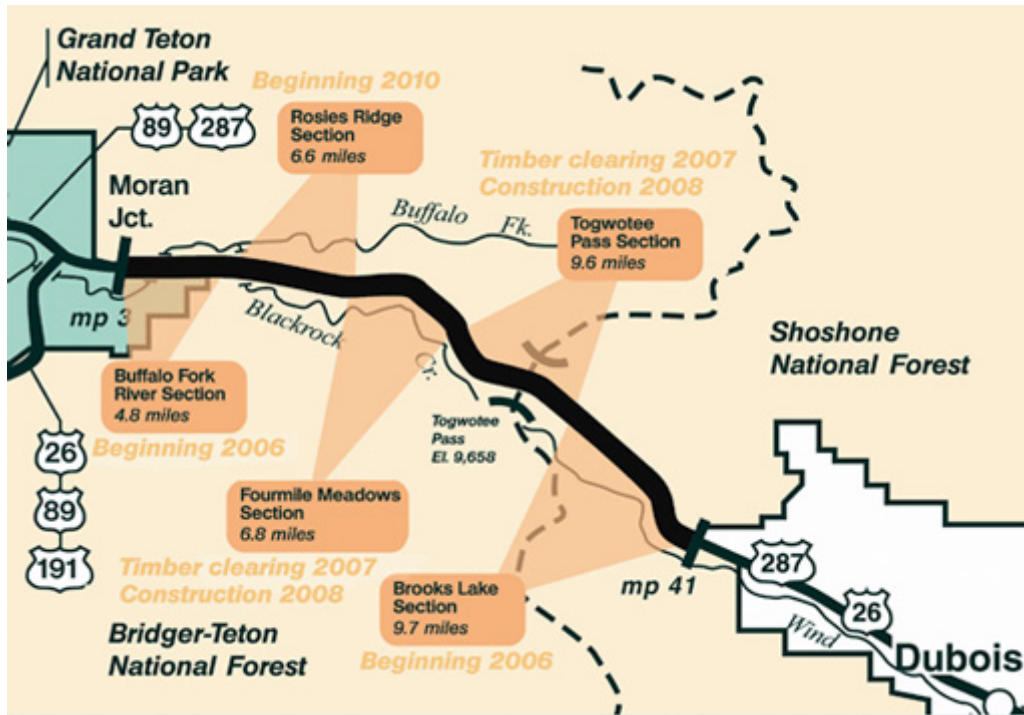 Grand Teton
National Park
89
287
Beginning 2010
Rosies Ridge
Section
6.6 miles
Timber clearing 2007
Construction 2008
Togwotee
Pass Section
9.6 miles
Moran
Jct.
Buffalo Fk.
mp 3
Blackrock Cr.
Shoshone
National Forest
Buffalo Fork
River Section
4.8 miles
Beginning 2006
Togwotee
Pass
El. 9,658
26
89
191
Fourmile Meadows
Section
6.8 miles
Timber clearing 2007
Construction 2008
Brooks Lake
Section
9.7 miles
Beginning 2006
mp 41
287
26
Wind
Dubois
Bridger-Teton
National Forest